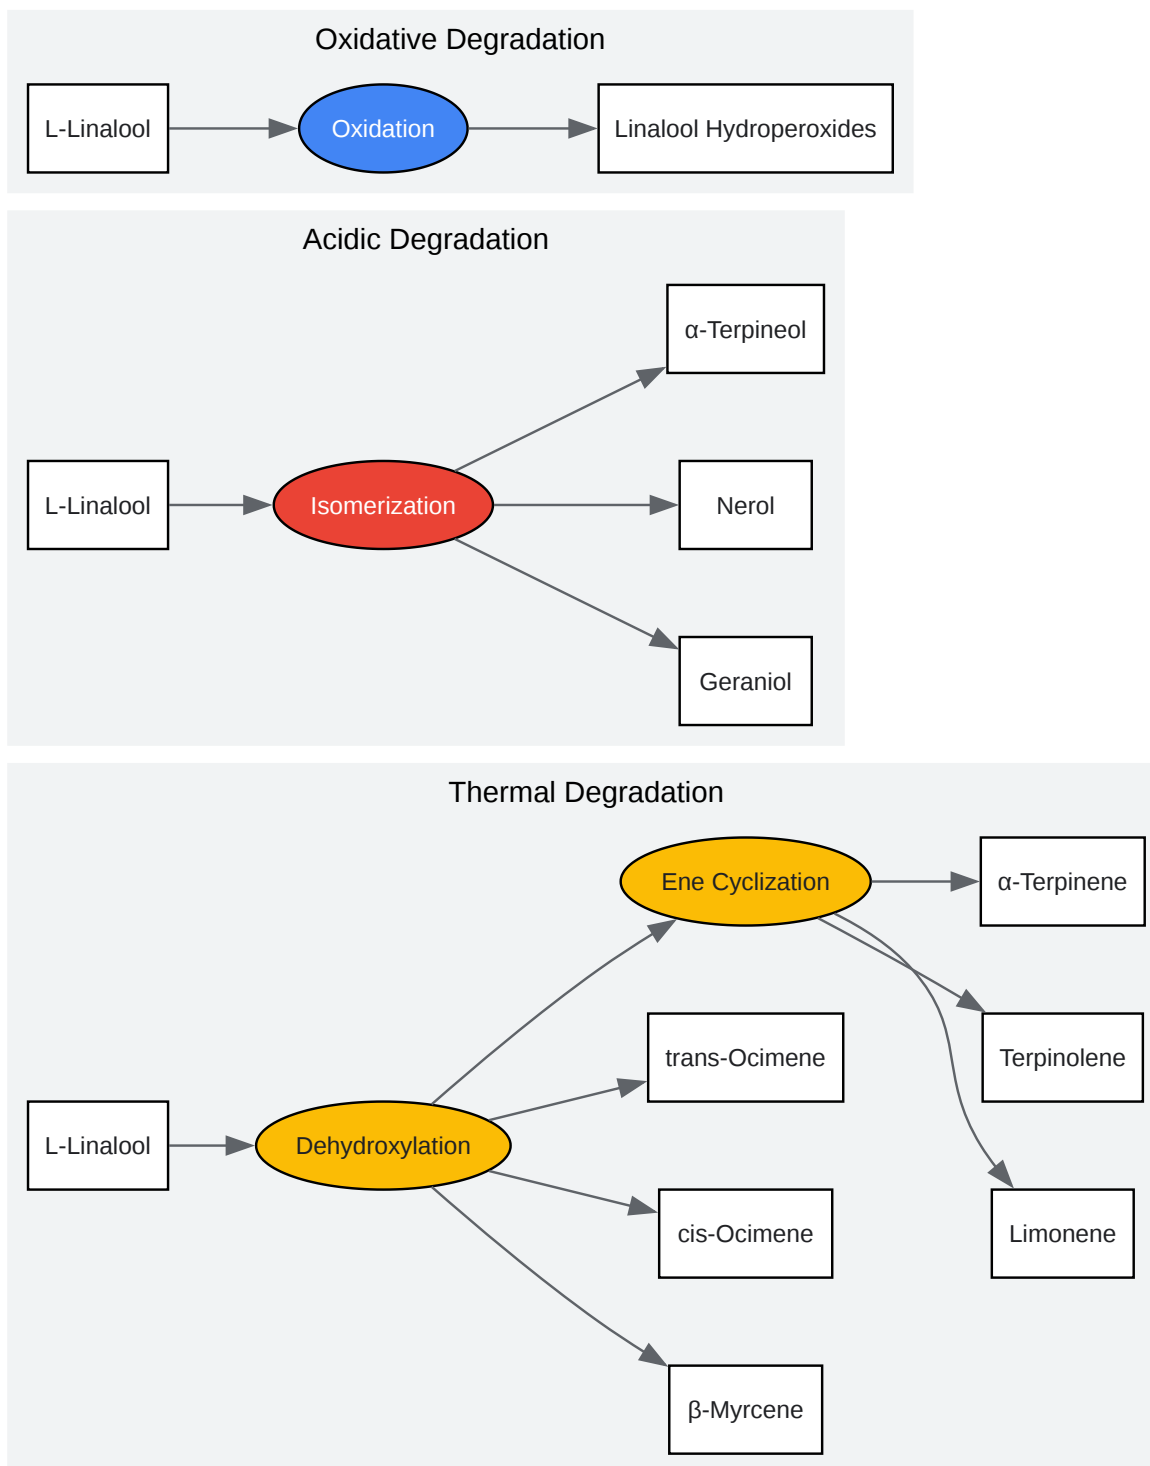 Oxidative Degradation
L-Linalool
Oxidation
Linalool Hydroperoxides
Acidic Degradation
α-Terpineol
L-Linalool
Isomerization
Nerol
Geraniol
Thermal Degradation
Ene Cyclization
α-Terpinene
trans-Ocimene
Terpinolene
L-Linalool
Dehydroxylation
cis-Ocimene
Limonene
β-Myrcene